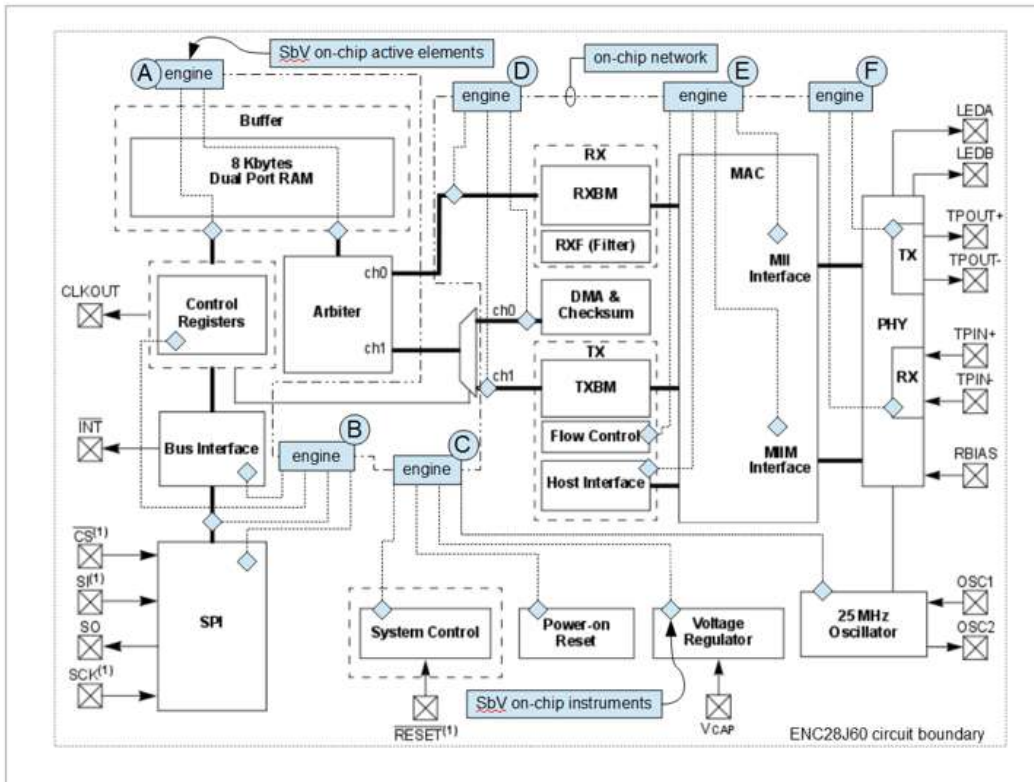 SbV on-chip active elements
A
engine
D
engine
on-chip network
E
engine
F
engine
Buffer
8 Kbytes
Dual Port RAM
RX
RXBM
RXF (Filter)
MAC
MII
Interface
LEDA
LEDB
TPOUT+
TPOUT-
TX
PHY
CLKOUT
Control
Registers
Arbiter
ch0
ch1
ch0
ch1
DMA &
Checksum
TX
TXBM
Flow Control
Host Interface
MIIM
Interface
RX
TPIN+
TPIN-
RBIAS
INT
Bus Interface
B
engine
C
engine
CS(1)
SI(1)
SO
SCK(1)
SPI
System Control
Power-on
Reset
Voltage
Regulator
25 MHz
Oscillator
OSC1
OSC2
SbV on-chip instruments
RESET(1)
VCAP
ENC28J60 circuit boundary